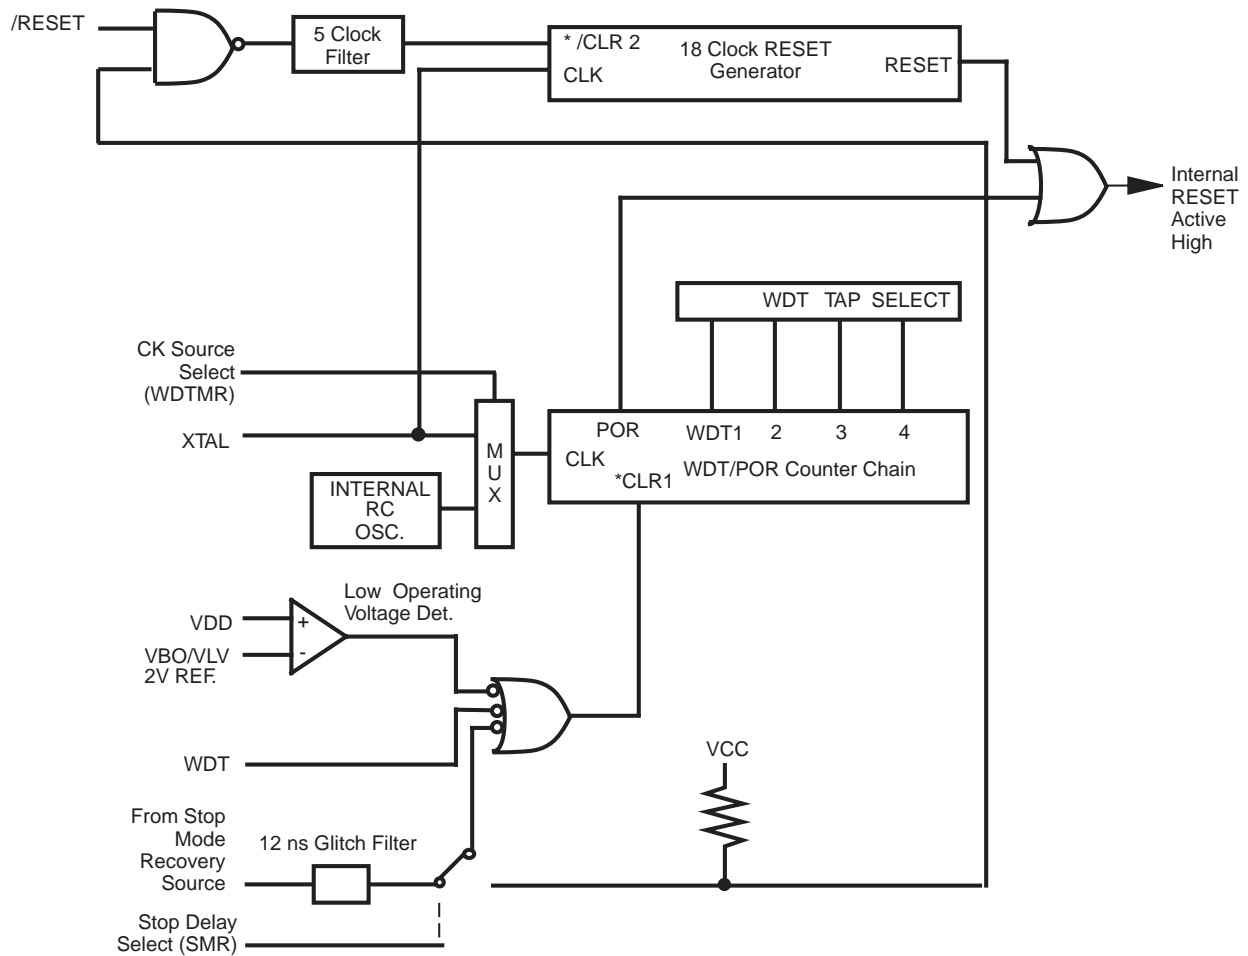 /RESET
5 Clock
Filter
* /CLR 2
CLK
18 Clock RESET
Generator
RESET
Internal
RESET
Active
High
WDT TAP SELECT
CK Source
Select
(WDTMR)
XTAL
MUX
INTERNAL
RC
OSC.
POR
WDT1 2 3 4
CLK
*CLR1
WDT/POR Counter Chain
Low Operating
Voltage Det.
VDD
+
VBO/VLV
2V REF.
-
WDT
VCC
From Stop
Mode
Recovery
Source
12 ns Glitch Filter
Stop Delay
Select (SMR)